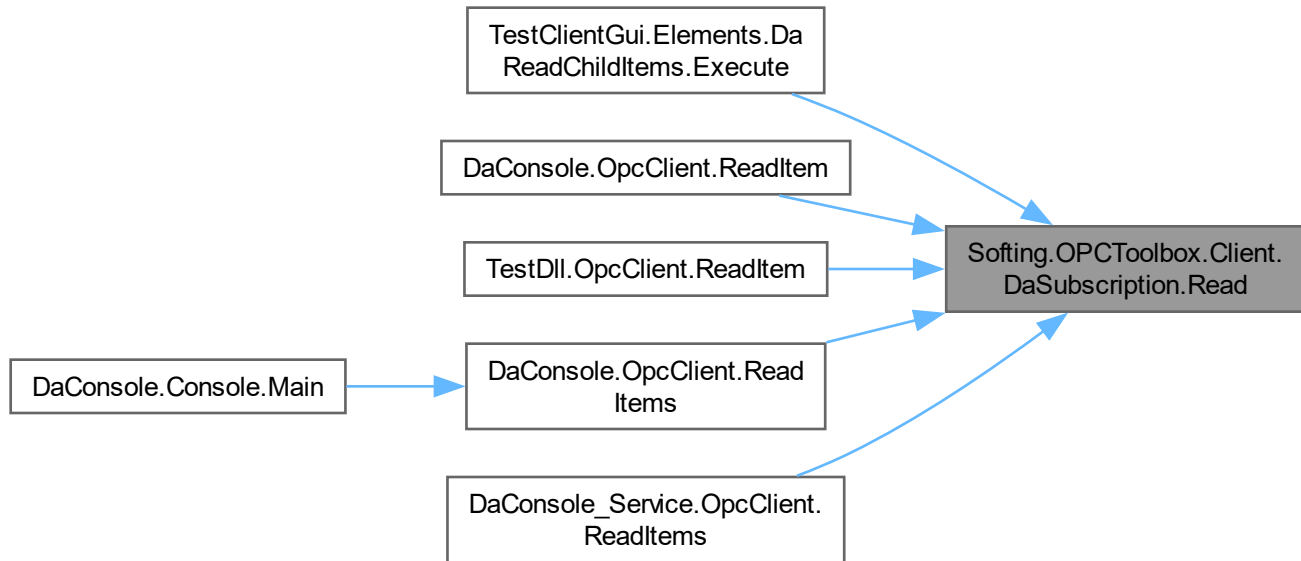 TestClientGui.Elements.Da
ReadChildItems.Execute
DaConsole.OpcClient.ReadItem
TestDll.OpcClient.ReadItem
Softing.OPCToolbox.Client.
DaSubscription.Read
DaConsole.Console.Main
DaConsole.OpcClient.Read
Items
DaConsole_Service.OpcClient.
ReadItems